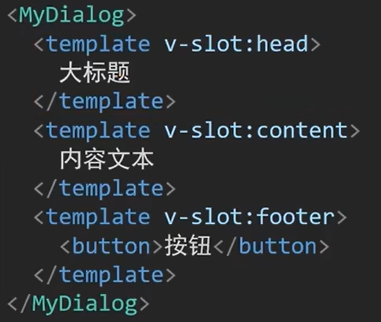 <MyDialog>
  <template v-slot:head>
    大标题
  </template>
  <template v-slot:content>
    内容文本
  </template>
  <template v-slot:footer>
    <button>按钮</button>
  </template>
</MyDialog>